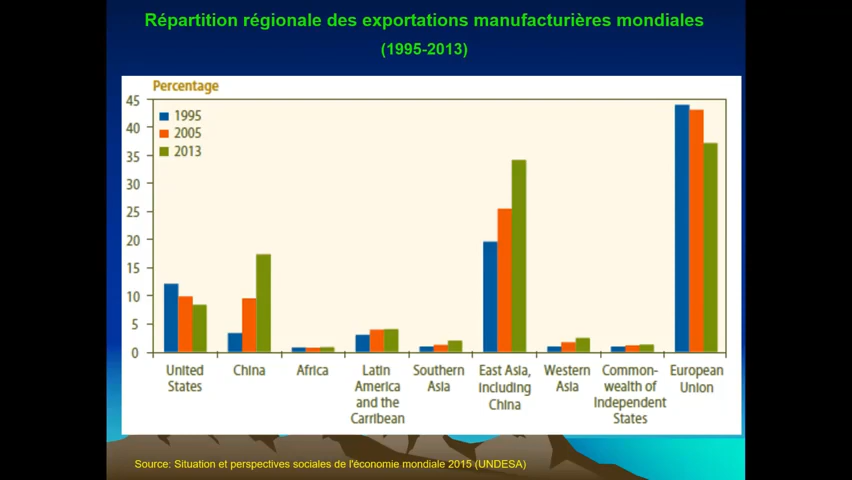 Répartition régionale des exportations manufacturières mondiales
(1995-2013)
Percentage
45
40
35
30
25
20
15
10
5
0
1995
2005
2013
United
States
China
Africa
Latin
America
and the
Carribean
Southern
Asia
East Asia,
including
China
Western
Asia
Common-
wealth of
Independent
States
European
Union
Source: Situation et perspectives sociales de l'économie mondiale 2015 (UNDESA)